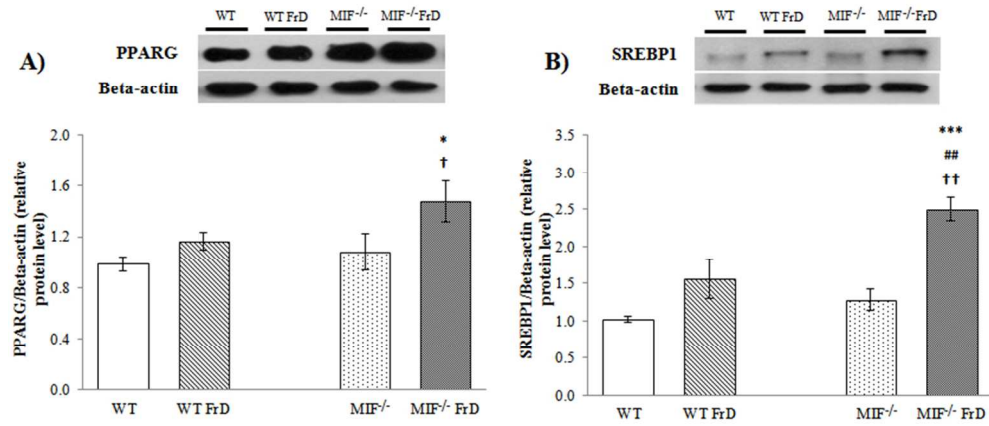 A)
WT WT FrD MIF-/- MIF-/-FrD
PPARG
Beta-actin
PPARG/Beta-actin (relative
protein level)
2.0
1.6
1.2
0.8
0.4
0.0
*
†
WT WT FrD MIF-/- MIF-/- FrD
B)
WT WT FrD MIF-/- MIF-/-FrD
SREBP1
Beta-actin
SREBP1/Beta-actin (relative
protein level)
3.5
3.0
2.5
2.0
1.5
1.0
0.5
0.0
***
##
††
WT WT FrD MIF-/- MIF-/- FrD